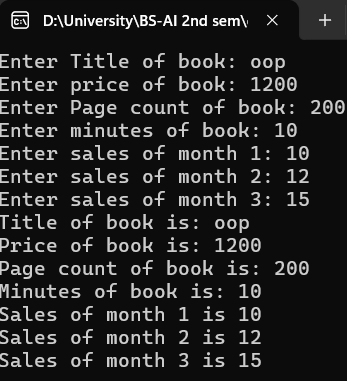 D:\University\BS-AI 2nd sem\
Enter Title of book: oop
Enter price of book: 1200
Enter Page count of book: 200
Enter minutes of book: 10
Enter sales of month 1: 10
Enter sales of month 2: 12
Enter sales of month 3: 15
Title of book is: oop
Price of book is: 1200
Page count of book is: 200
Minutes of book is: 10
Sales of month 1 is 10
Sales of month 2 is 12
Sales of month 3 is 15